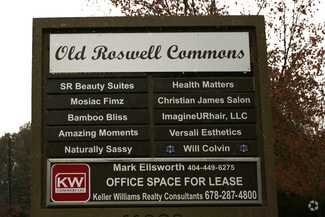 Old Roswell Commons
SR Beauty Suites
Health Matters
Mosiac Fimz
Christian James Salon
Bamboo Bliss
ImagineURhair, LLC
Amazing Moments
Versali Esthetics
Naturally Sassy
Will Colvin
Mark Ellsworth 404-449-6275
KW
COMMERCIAL
OFFICE SPACE FOR LEASE
Keller Williams Realty Consultants 678-287-4800